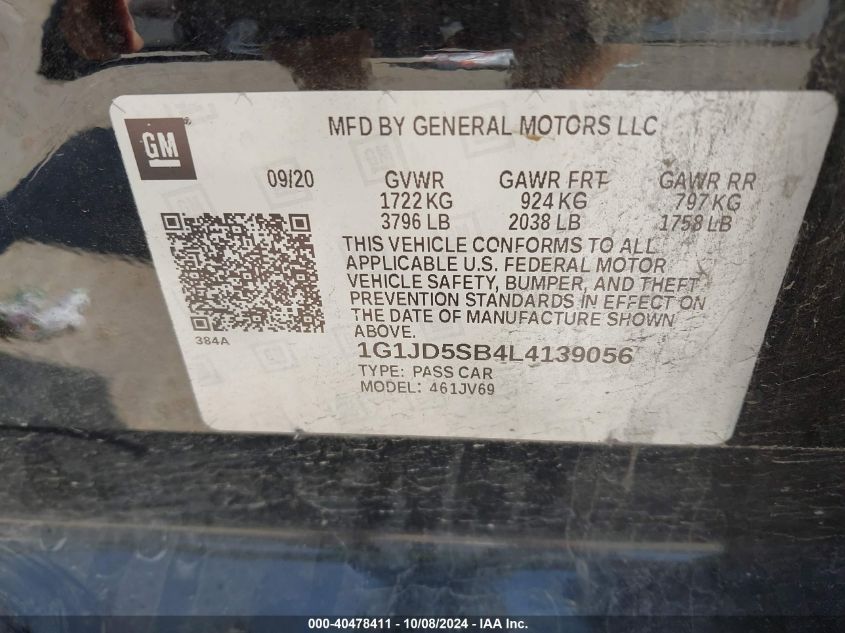 GM
MFD BY GENERAL MOTORS LLC
09/20 GVWR GAWR FRT GAWR RR
1722 KG 924 KG 797 KG
3796 LB 2038 LB 1758 LB
THIS VEHICLE CONFORMS TO ALL
APPLICABLE U.S. FEDERAL MOTOR
VEHICLE SAFETY, BUMPER, AND THEFT
PREVENTION STANDARDS IN EFFECT ON
THE DATE OF MANUFACTURE SHOWN
ABOVE.
384A
1G1JD5SB4L4139056
TYPE: PASS CAR
MODEL: 461JV69
000-40478411 - 10/08/2024 - IAA Inc.